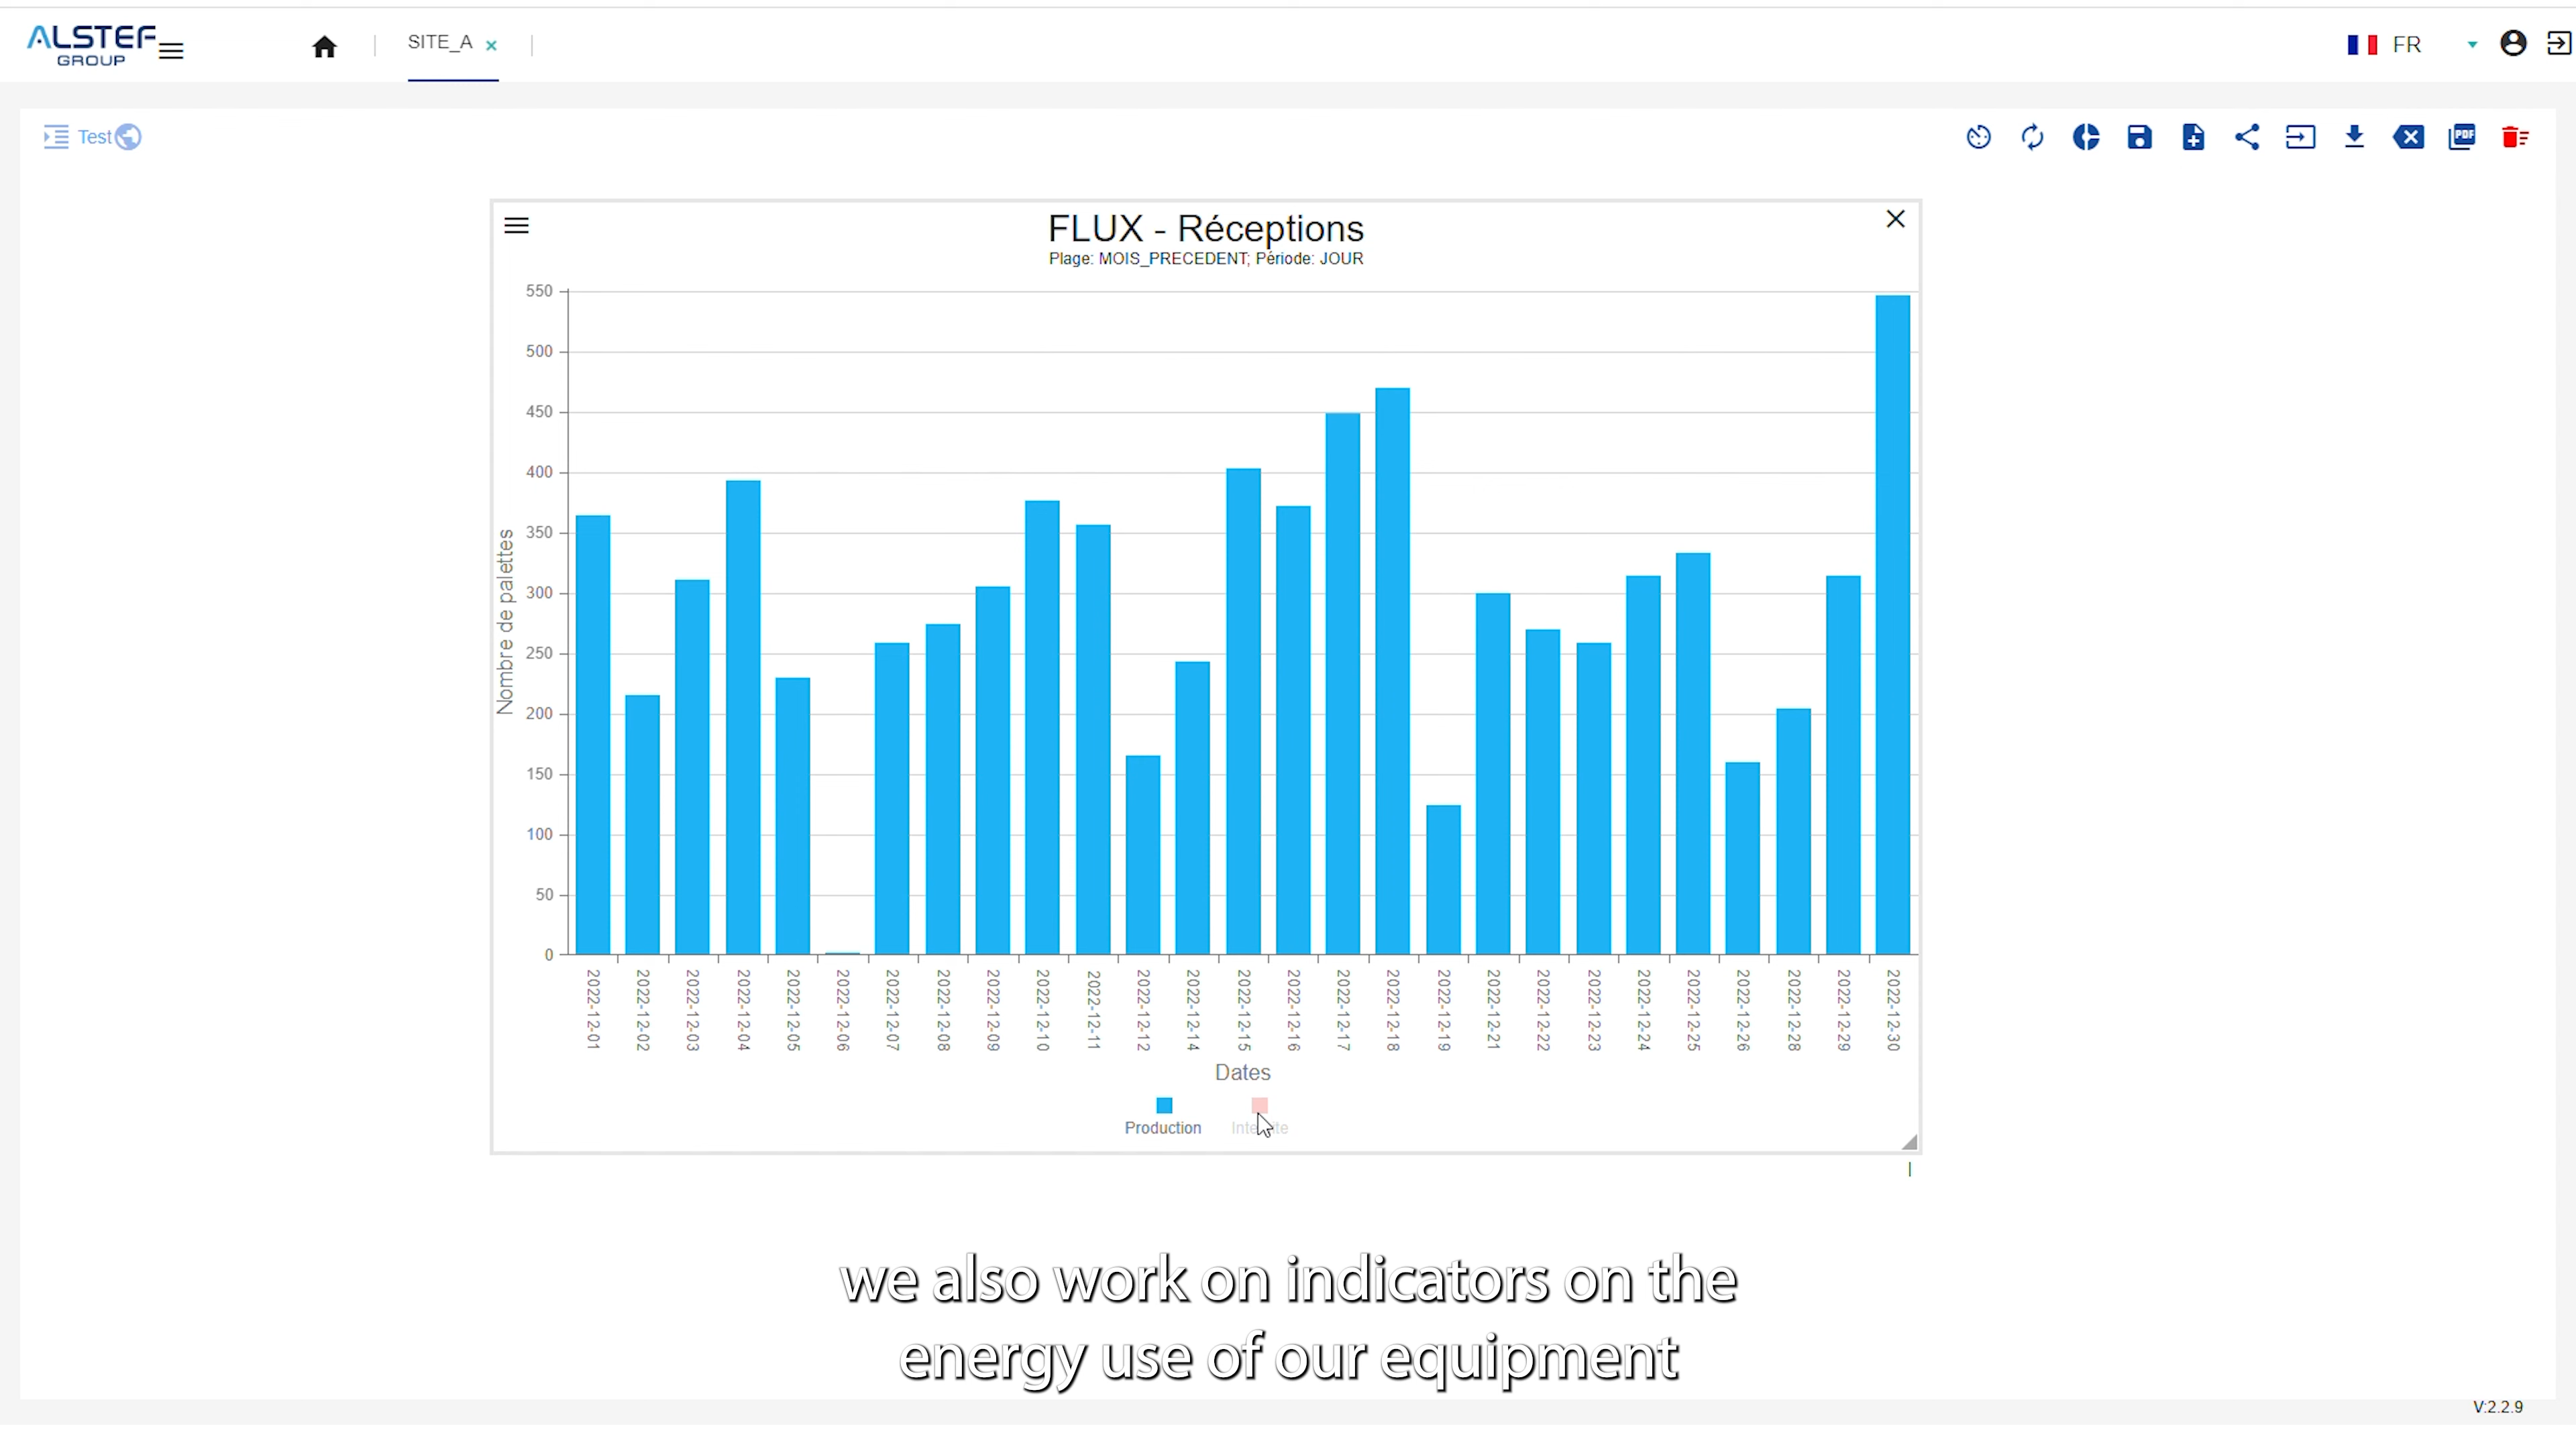 ALSTEF
GROUP
SITE_A ×
FR
Test
PDF
FLUX - Réceptions
Plage: MOIS_PRECEDENT; Période: JOUR
Nombre de palettes
550
500
450
400
350
300
250
200
150
100
50
0
2022-12-01
2022-12-02
2022-12-03
2022-12-04
2022-12-05
2022-12-06
2022-12-07
2022-12-08
2022-12-09
2022-12-10
2022-12-11
2022-12-12
2022-12-14
2022-12-15
2022-12-16
2022-12-17
2022-12-18
2022-12-19
2022-12-21
2022-12-22
2022-12-23
2022-12-24
2022-12-25
2022-12-26
2022-12-28
2022-12-29
2022-12-30
Dates
Production
we also work on indicators on the
energy use of our equipment
V:2.2.9